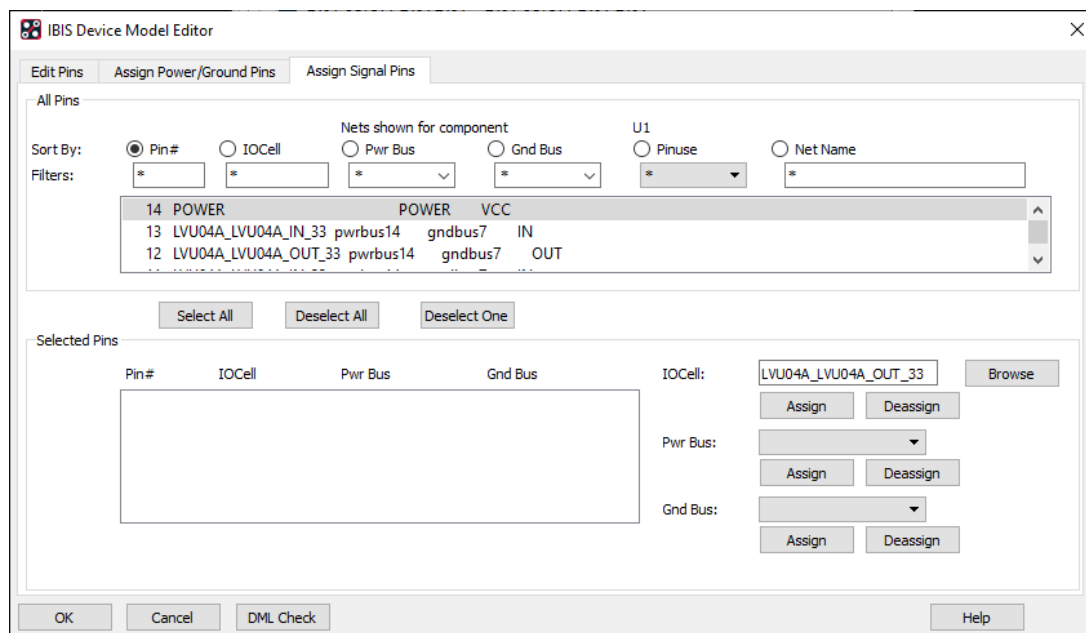 IBIS Device Model Editor
Edit Pins Assign Power/Ground Pins Assign Signal Pins
All Pins
Nets shown for component U1
Sort By: Pin# IOCell Pwr Bus Gnd Bus Pinuse Net Name
Filters: * * * * * *
14 POWER POWER VCC
13 LVU04A_LVU04A_IN_33 pwrbus14 gndbus7 IN
12 LVU04A_LVU04A_OUT_33 pwrbus14 gndbus7 OUT
Select All Deselect All Deselect One
Selected Pins
Pin# IOCell Pwr Bus Gnd Bus IOCell: LVU04A_LVU04A_OUT_33 Browse
Assign Deassign
Pwr Bus:
Assign Deassign
Gnd Bus:
Assign Deassign
OK Cancel DML Check Help